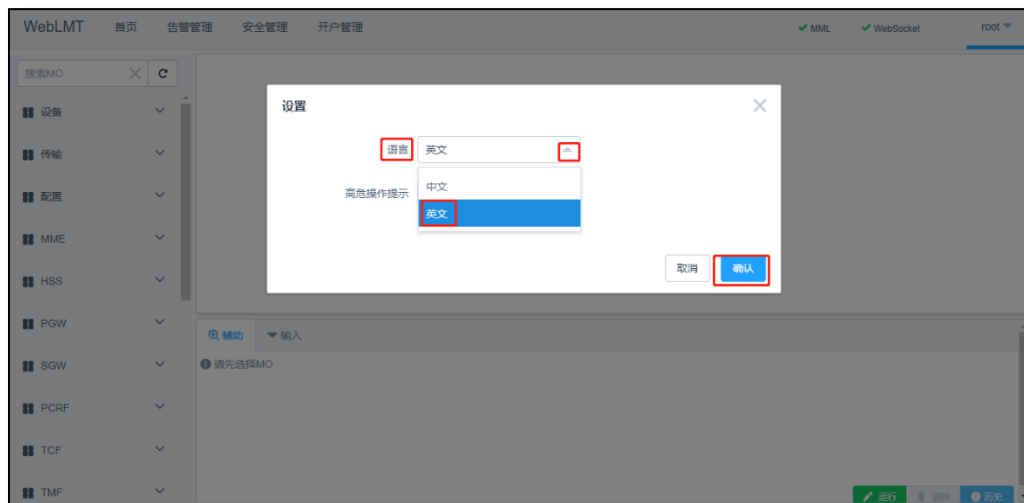 WebLMT 首页 告警管理 安全管理 开户管理 MML WebSocket root
搜索MO
设备
传输
配置
MME
HSS
PGW
SGW
PCRF
TCF
TMF
设置
语言 英文
中文
英文
高危操作提示
取消 确认
辅助 输入
请先选择MO
运行 清除 历史